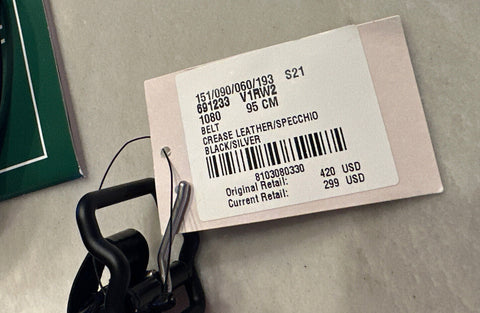 151/090/060/193 S21
691233 V1RW2
1080 95 CM
BELT
CREASE LEATHER/SPECCHIO
BLACK/SILVER
8103080330
Original Retail: 420 USD
Current Retail: 299 USD